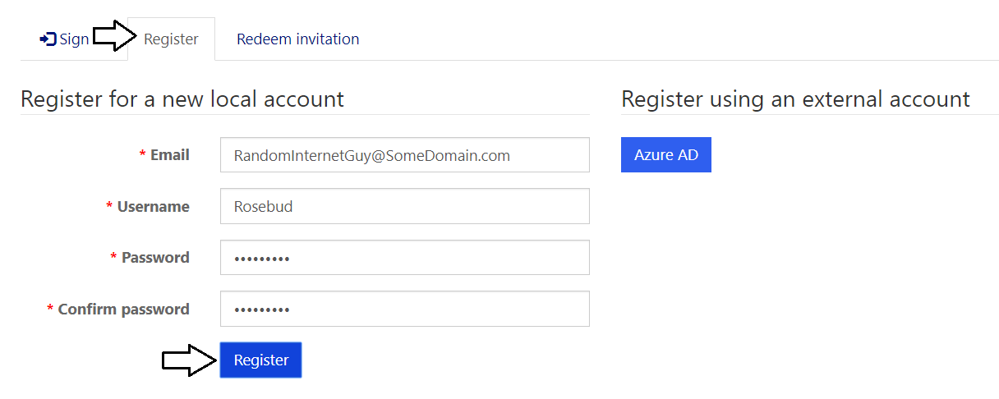 Sign
Register
Redeem invitation
Register for a new local account
Register using an external account
* Email
RandomInternetGuy@SomeDomain.com
Azure AD
* Username
Rosebud
* Password
•••••••••
* Confirm password
•••••••••
Register